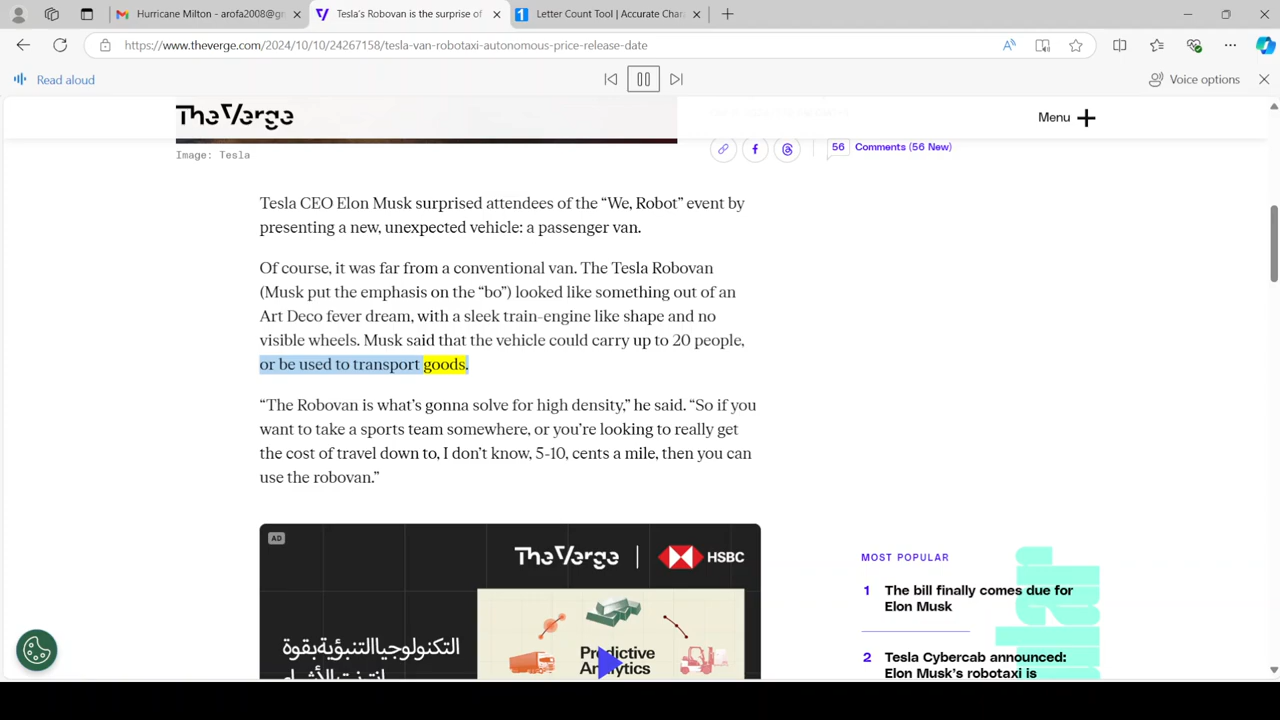 Hurricane Milton - arofa2008@gm
Tesla's Robovan is the surprise of
Letter Count Tool | Accurate Char
https://www.theverge.com/2024/10/10/24267158/tesla-van-robotaxi-autonomous-price-release-date
Read aloud
Voice options
TheVerge
Menu
Image: Tesla
56 Comments (56 New)
Tesla CEO Elon Musk surprised attendees of the “We, Robot” event by
presenting a new, unexpected vehicle: a passenger van.
Of course, it was far from a conventional van. The Tesla Robovan
(Musk put the emphasis on the “bo”) looked like something out of an
Art Deco fever dream, with a sleek train-engine like shape and no
visible wheels. Musk said that the vehicle could carry up to 20 people,
or be used to transport goods.
“The Robovan is what’s gonna solve for high density,” he said. “So if you
want to take a sports team somewhere, or you’re looking to really get
the cost of travel down to, I don’t know, 5-10, cents a mile, then you can
use the robovan.”
AD
TheVerge | HSBC
التكنولوجيا التنبؤية بقوة
Predictive
Analytics
MOST POPULAR
1 The bill finally comes due for
Elon Musk
2 Tesla Cybercab announced:
Elon Musk’s robotaxi is